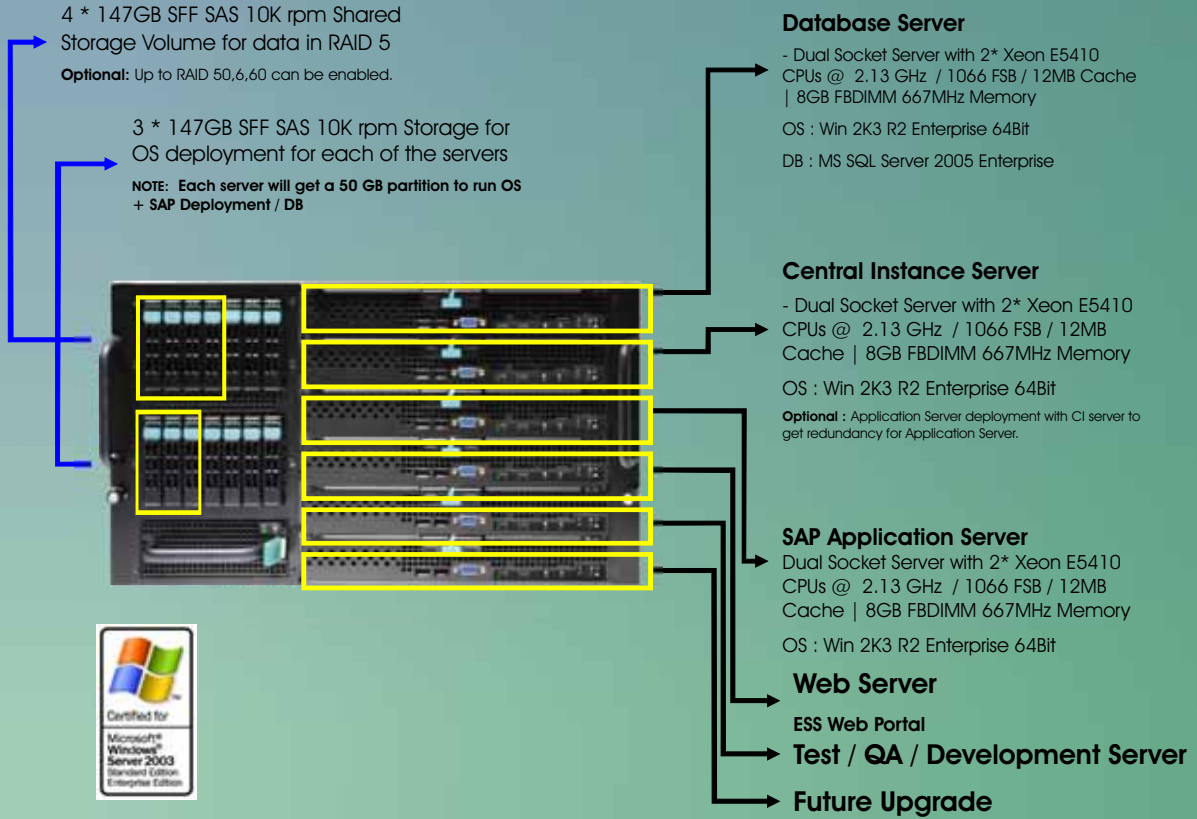 4 * 147GB SFF SAS 10K rpm Shared
Storage Volume for data in RAID 5
Optional: Up to RAID 50,6,60 can be enabled.
3 * 147GB SFF SAS 10K rpm Storage for
OS deployment for each of the servers
NOTE: Each server will get a 50 GB partition to run OS
+ SAP Deployment / DB
Database Server
- Dual Socket Server with 2* Xeon E5410
CPUs @ 2.13 GHz / 1066 FSB / 12MB Cache
| 8GB FBDIMM 667MHz Memory
OS : Win 2K3 R2 Enterprise 64Bit
DB : MS SQL Server 2005 Enterprise
Central Instance Server
- Dual Socket Server with 2* Xeon E5410
CPUs @ 2.13 GHz / 1066 FSB / 12MB
Cache | 8GB FBDIMM 667MHz Memory
OS : Win 2K3 R2 Enterprise 64Bit
Optional : Application Server deployment with CI server to
get redundancy for Application Server.
SAP Application Server
Dual Socket Server with 2* Xeon E5410
CPUs @ 2.13 GHz / 1066 FSB / 12MB
Cache | 8GB FBDIMM 667MHz Memory
OS : Win 2K3 R2 Enterprise 64Bit
Web Server
ESS Web Portal
Test / QA / Development Server
Future Upgrade
Certified for
Microsoft®
Windows®
Server 2003
Standard Edition
Enterprise Edition